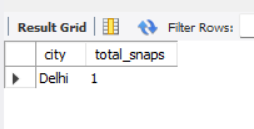 Result Grid Filter Rows:
city total_snaps
Delhi 1